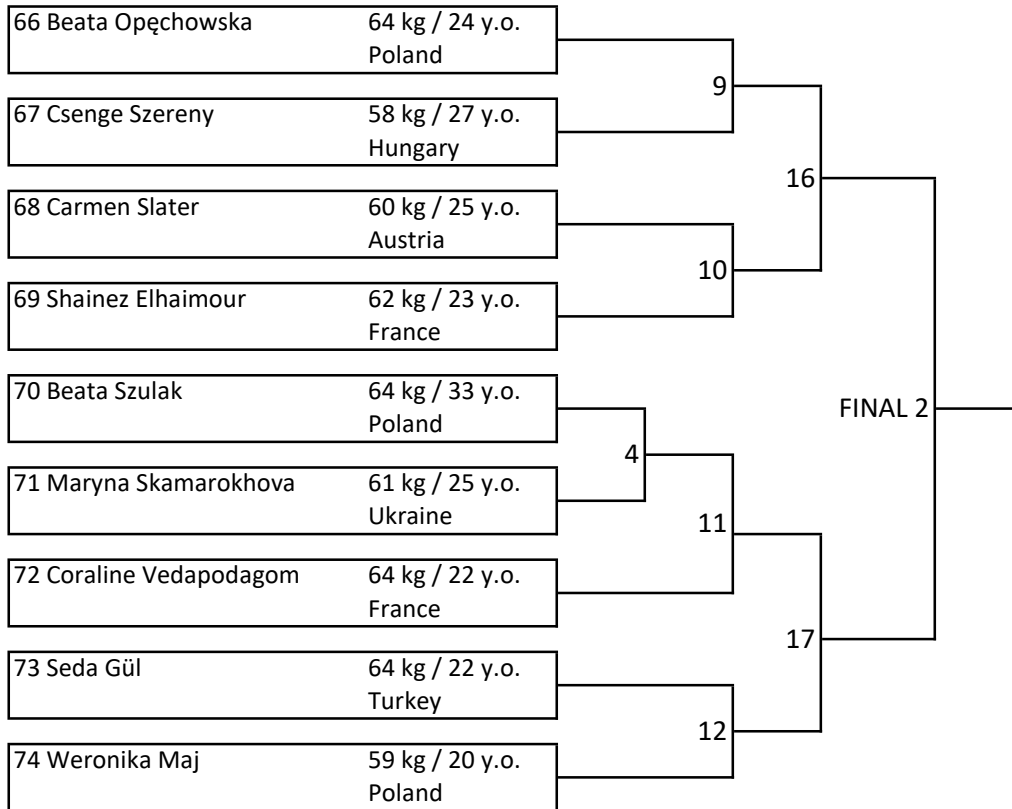 66 Beata Opęchowska 64 kg / 24 y.o.
Poland
9
67 Csenge Szereny 58 kg / 27 y.o.
Hungary
16
68 Carmen Slater 60 kg / 25 y.o.
Austria
10
69 Shainez Elhaimour 62 kg / 23 y.o.
France
70 Beata Szulak 64 kg / 33 y.o.
Poland
FINAL 2
4
71 Maryna Skamarokhova 61 kg / 25 y.o.
Ukraine
11
72 Coraline Vedapodagom 64 kg / 22 y.o.
France
17
73 Seda Gül 64 kg / 22 y.o.
Turkey
12
74 Weronika Maj 59 kg / 20 y.o.
Poland